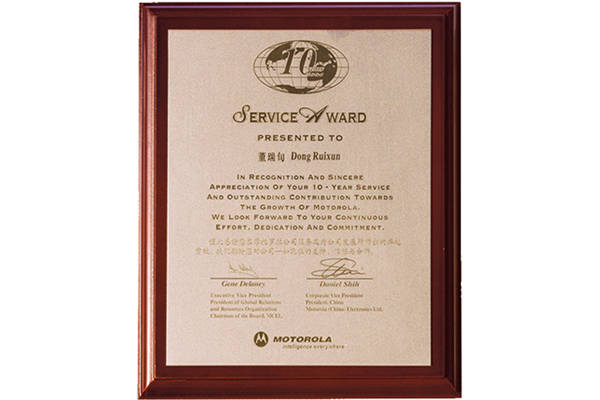 10
SERVICE AWARD
PRESENTED TO
董瑞旬 Dong Ruixun
IN RECOGNITION AND SINCERE
APPRECIATION OF YOUR 10 - YEAR SERVICE
AND OUTSTANDING CONTRIBUTION TOWARDS
THE GROWTH OF MOTOROLA.
WE LOOK FORWARD TO YOUR CONTINUOUS
EFFORT, DEDICATION AND COMMITMENT.
Gene Delaney
Executive Vice President
President of Global Relations
and Resources Organization
Chairman of the Board, MCEL
Daniel Shih
Corporate Vice President
President, China
Motorola (China) Electronics Ltd.
MOTOROLA
intelligence everywhere